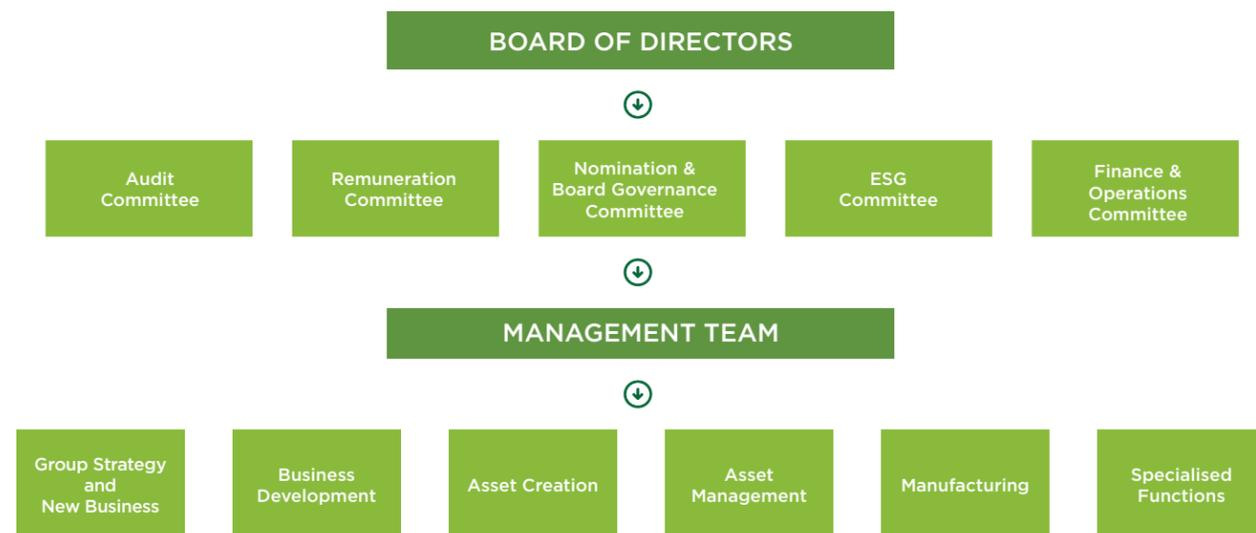 BOARD OF DIRECTORS
Audit
Committee
Remuneration
Committee
Nomination &
Board Governance
Committee
ESG
Committee
Finance &
Operations
Committee
MANAGEMENT TEAM
Group Strategy
and
New Business
Business
Development
Asset Creation
Asset
Management
Manufacturing
Specialised
Functions